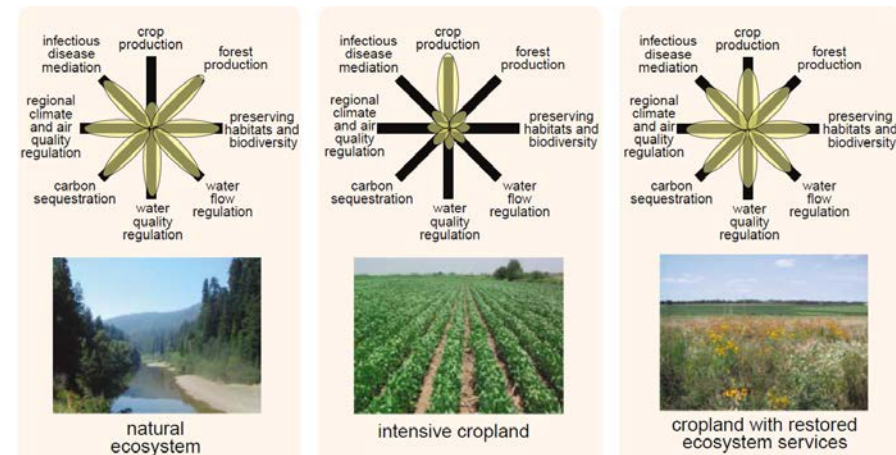 crop
production
infectious
disease
mediation
forest
production
regional
climate
and air
quality
regulation
preserving
habitats and
biodiversity
carbon
sequestration
water
flow
regulation
water
quality
regulation
natural
ecosystem
crop
production
infectious
disease
mediation
forest
production
regional
climate
and air
quality
regulation
preserving
habitats and
biodiversity
carbon
sequestration
water
flow
regulation
water
quality
regulation
intensive cropland
crop
production
infectious
disease
mediation
forest
production
regional
climate
and air
quality
regulation
preserving
habitats and
biodiversity
carbon
sequestration
water
flow
regulation
water
quality
regulation
cropland with restored
ecosystem services